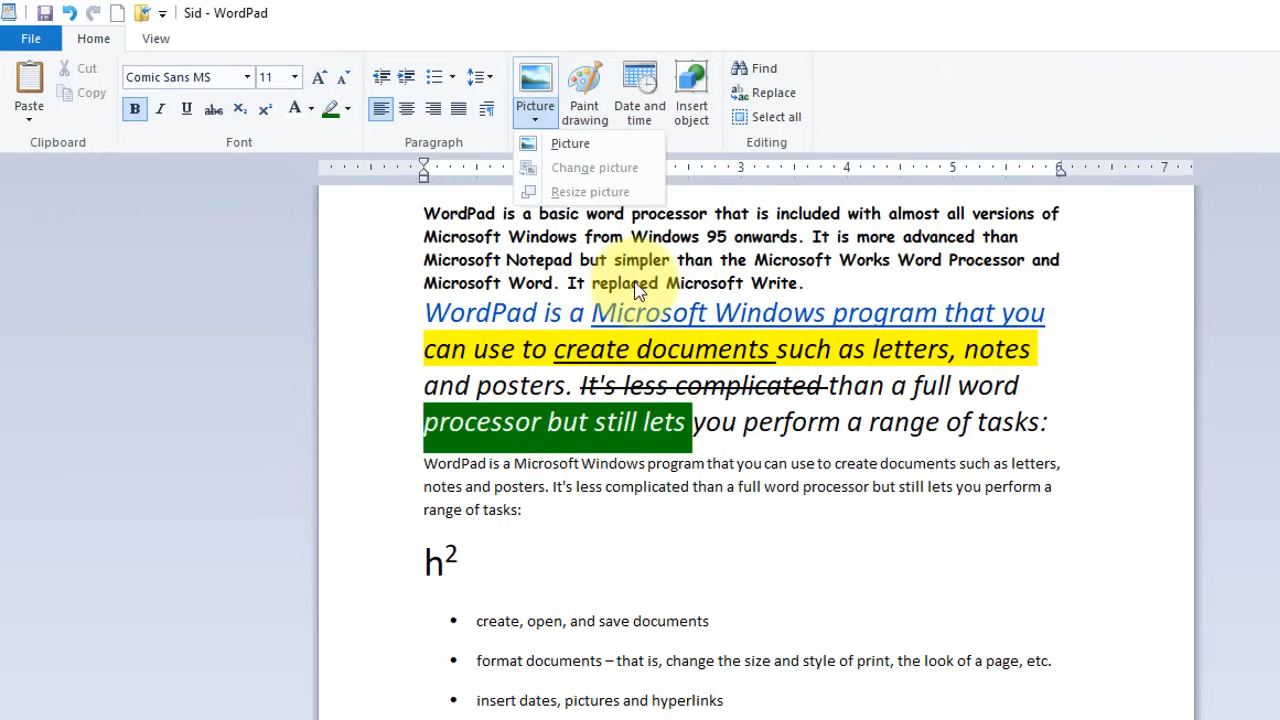 Sid - WordPad
File Home View
Paste
Cut
Copy
Clipboard
Comic Sans MS 11
B I U abc X₂ X² A
Font
Paragraph
Picture
Paint drawing
Date and time
Insert object
Picture
Change picture
Resize picture
Find
Replace
Select all
Editing
3 4 5 6 7
WordPad is a basic word processor that is included with almost all versions of
Microsoft Windows from Windows 95 onwards. It is more advanced than
Microsoft Notepad but simpler than the Microsoft Works Word Processor and
Microsoft Word. It replaced Microsoft Write.
WordPad is a Microsoft Windows program that you
can use to create documents such as letters, notes
and posters. It's less complicated than a full word
processor but still lets you perform a range of tasks:
WordPad is a Microsoft Windows program that you can use to create documents such as letters,
notes and posters. It's less complicated than a full word processor but still lets you perform a
range of tasks:
h²
• create, open, and save documents
• format documents – that is, change the size and style of print, the look of a page, etc.
• insert dates, pictures and hyperlinks